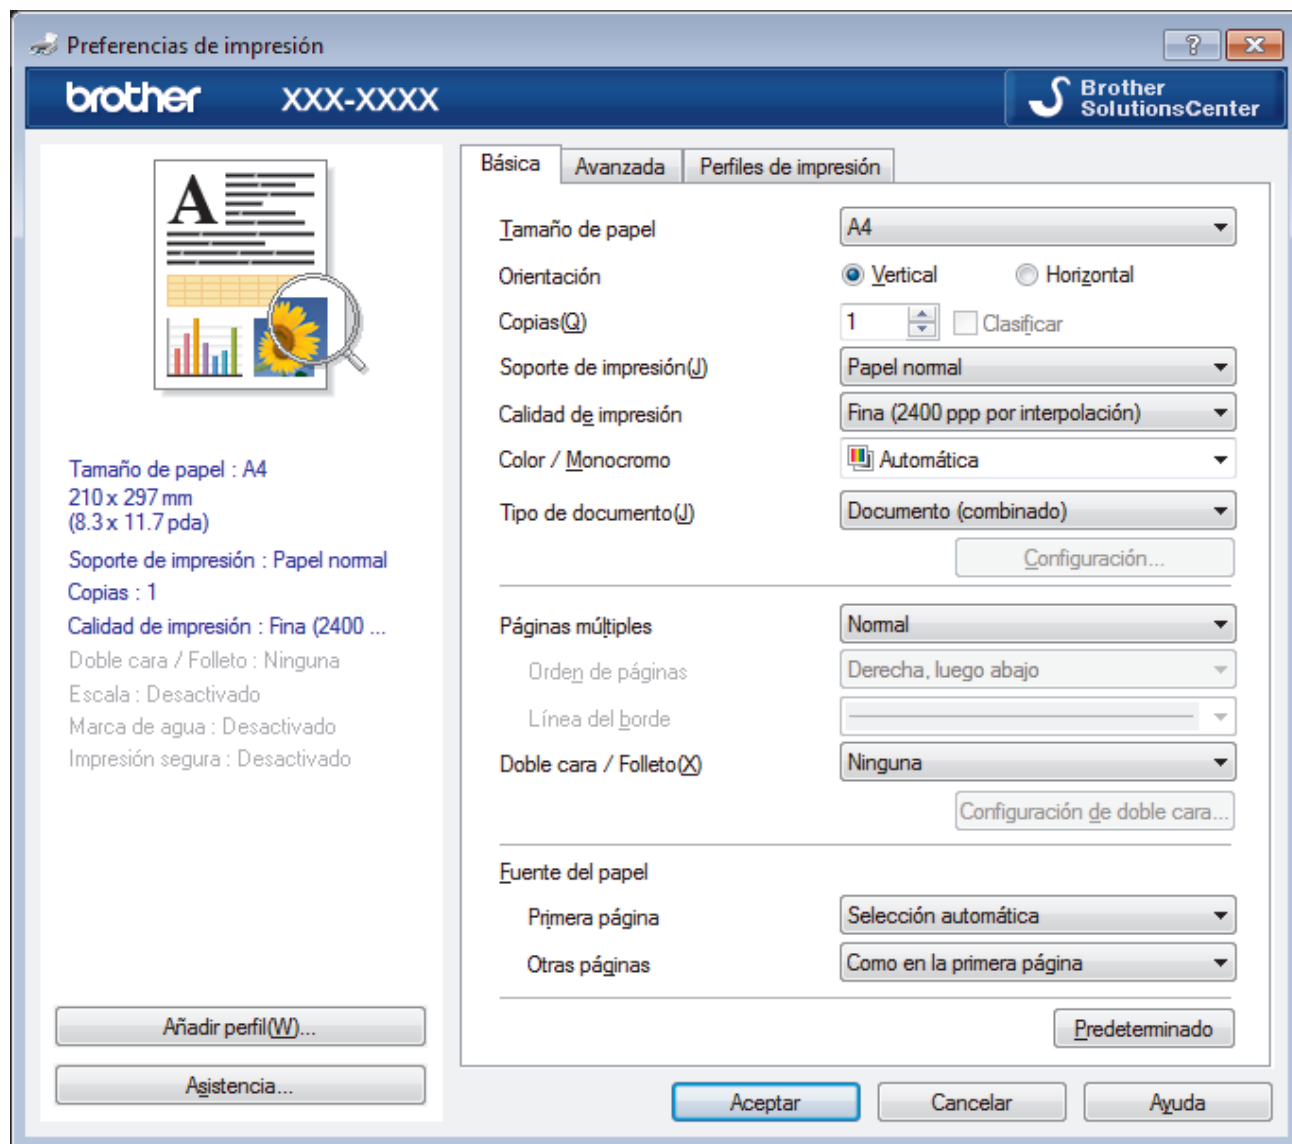 Preferencias de impresión
brother XXX-XXXX
Brother
SolutionsCenter
A
Tamaño de papel : A4
210 x 297 mm
(8.3 x 11.7 pda)
Soporte de impresión : Papel normal
Copias : 1
Calidad de impresión : Fina (2400 ...
Doble cara / Folleto : Ninguna
Escala : Desactivado
Marca de agua : Desactivado
Impresión segura : Desactivado
Añadir perfil(W)...
Asistencia...
Básica Avanzada Perfiles de impresión
Tamaño de papel A4
Orientación Vertical Horizontal
Copias(Q) 1 Clasificar
Soporte de impresión(J) Papel normal
Calidad de impresión Fina (2400 ppp por interpolación)
Color / Monocromo Automática
Tipo de documento(J) Documento (combinado)
Configuración...
Páginas múltiples Normal
Orden de páginas Derecha, luego abajo
Línea del borde
Doble cara / Folleto(X) Ninguna
Configuración de doble cara...
Fuente del papel
Primera página Selección automática
Otras páginas Como en la primera página
Predeterminado
Aceptar Cancelar Ayuda